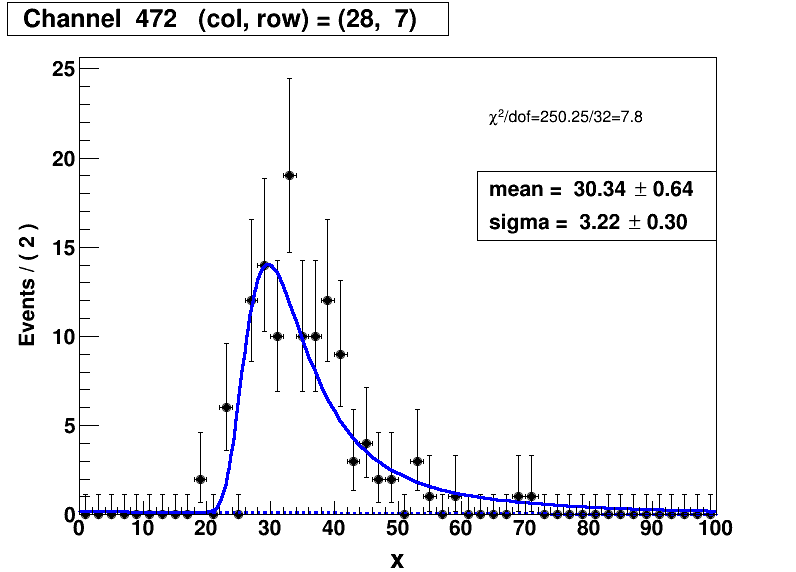 Channel 472 (col, row) = (28, 7)
χ²/dof=250.25/32=7.8
mean = 30.34 ± 0.64
sigma = 3.22 ± 0.30
Events / ( 2 )
25
20
15
10
5
0
0 10 20 30 40 50 60 70 80 90 100
x